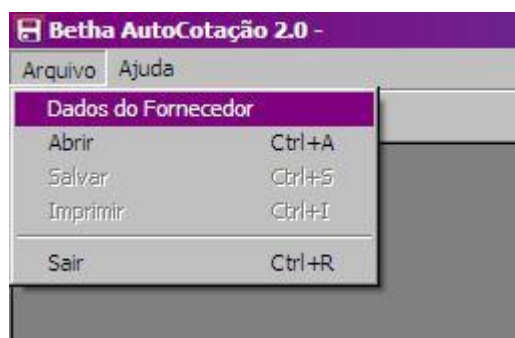 Betha AutoCotação 2.0 -
Arquivo Ajuda
Dados do Fornecedor
Abrir Ctrl+A
Salvar Ctrl+S
Imprimir Ctrl+I
Sair Ctrl+R